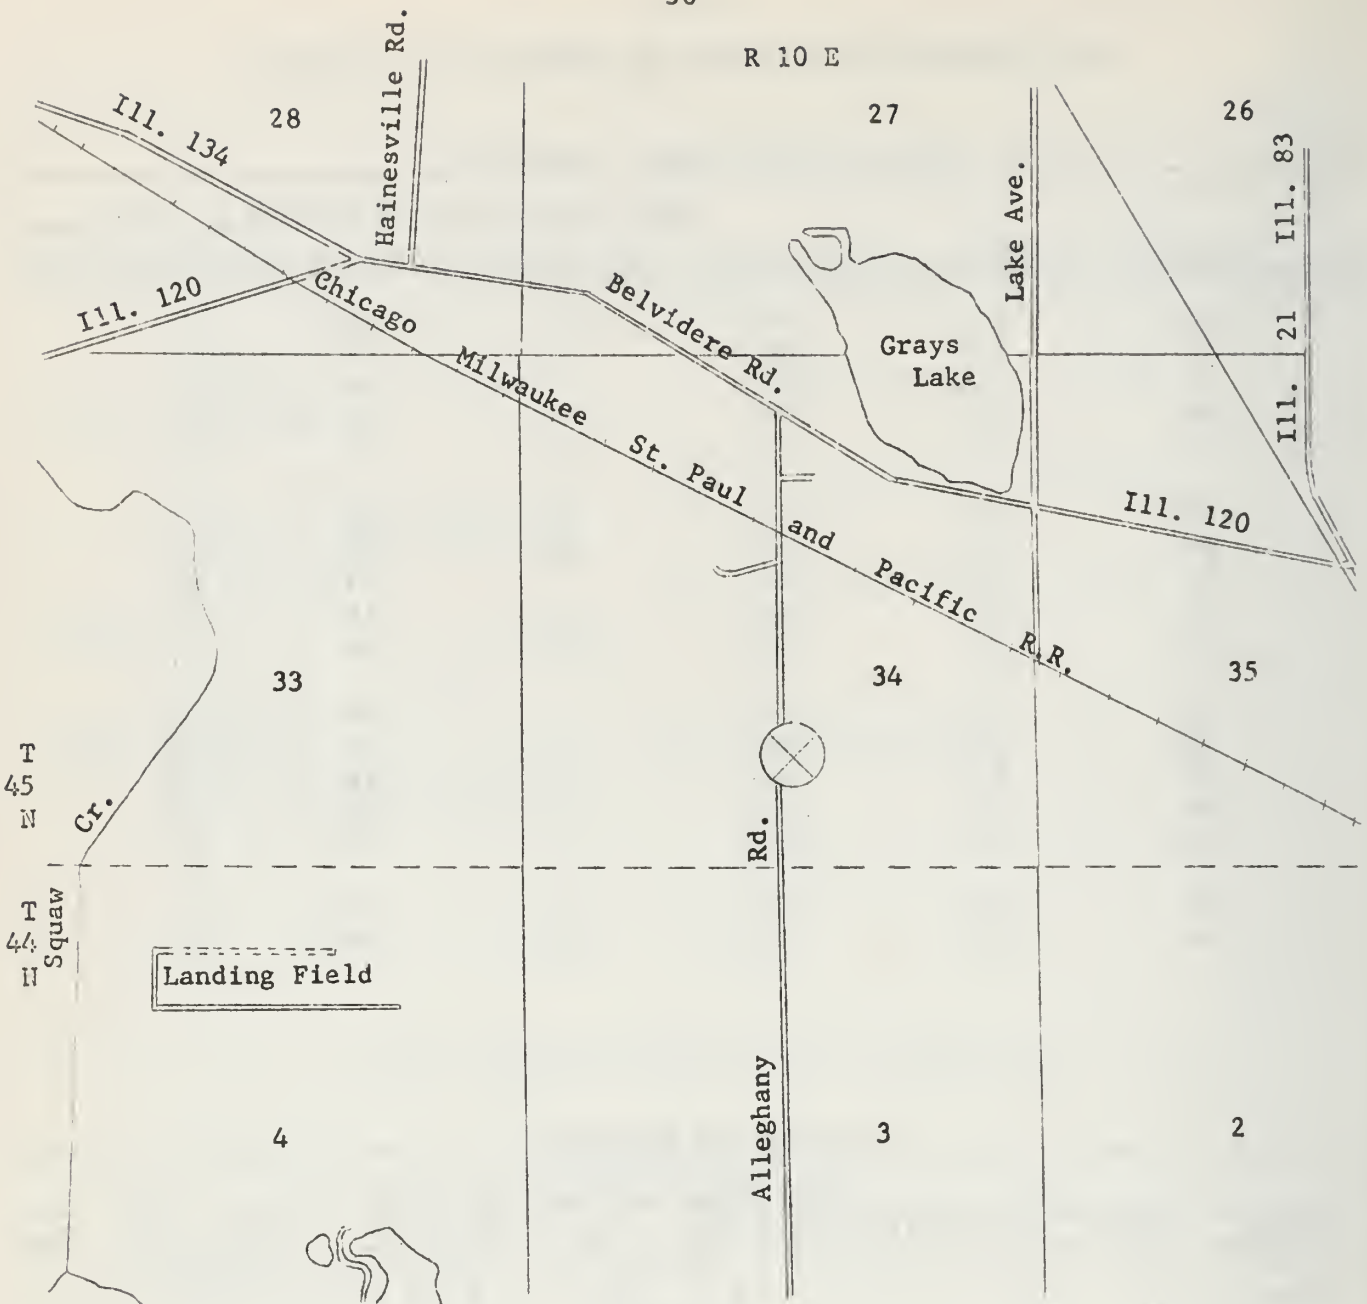 R 10 E
28
27
26
Ill. 134
Hainesville Rd.
Lake Ave.
Ill. 21 Ill. 83
Ill. 120
Chicago Milwaukee St. Paul and Pacific R.R.
Belvidere Rd.
Grays
Lake
Ill. 120
33
34
35
T
45
N
Squaw Cr.
T
44
N
Landing Field
Alleghany Rd.
4
3
2